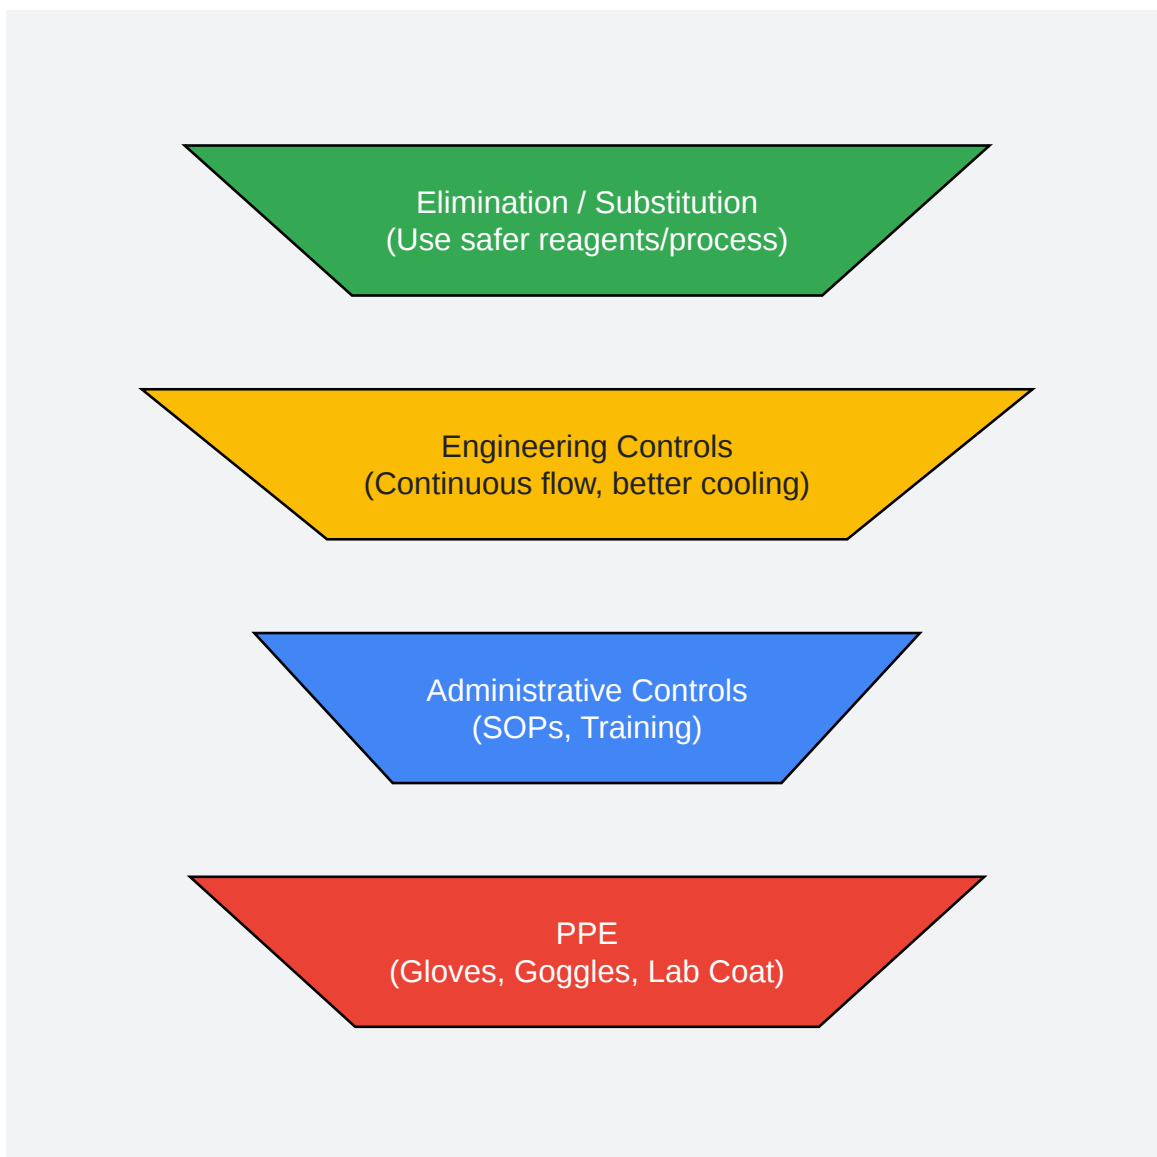 Elimination / Substitution
(Use safer reagents/process)
Engineering Controls
(Continuous flow, better cooling)
Administrative Controls
(SOPs, Training)
PPE
(Gloves, Goggles, Lab Coat)